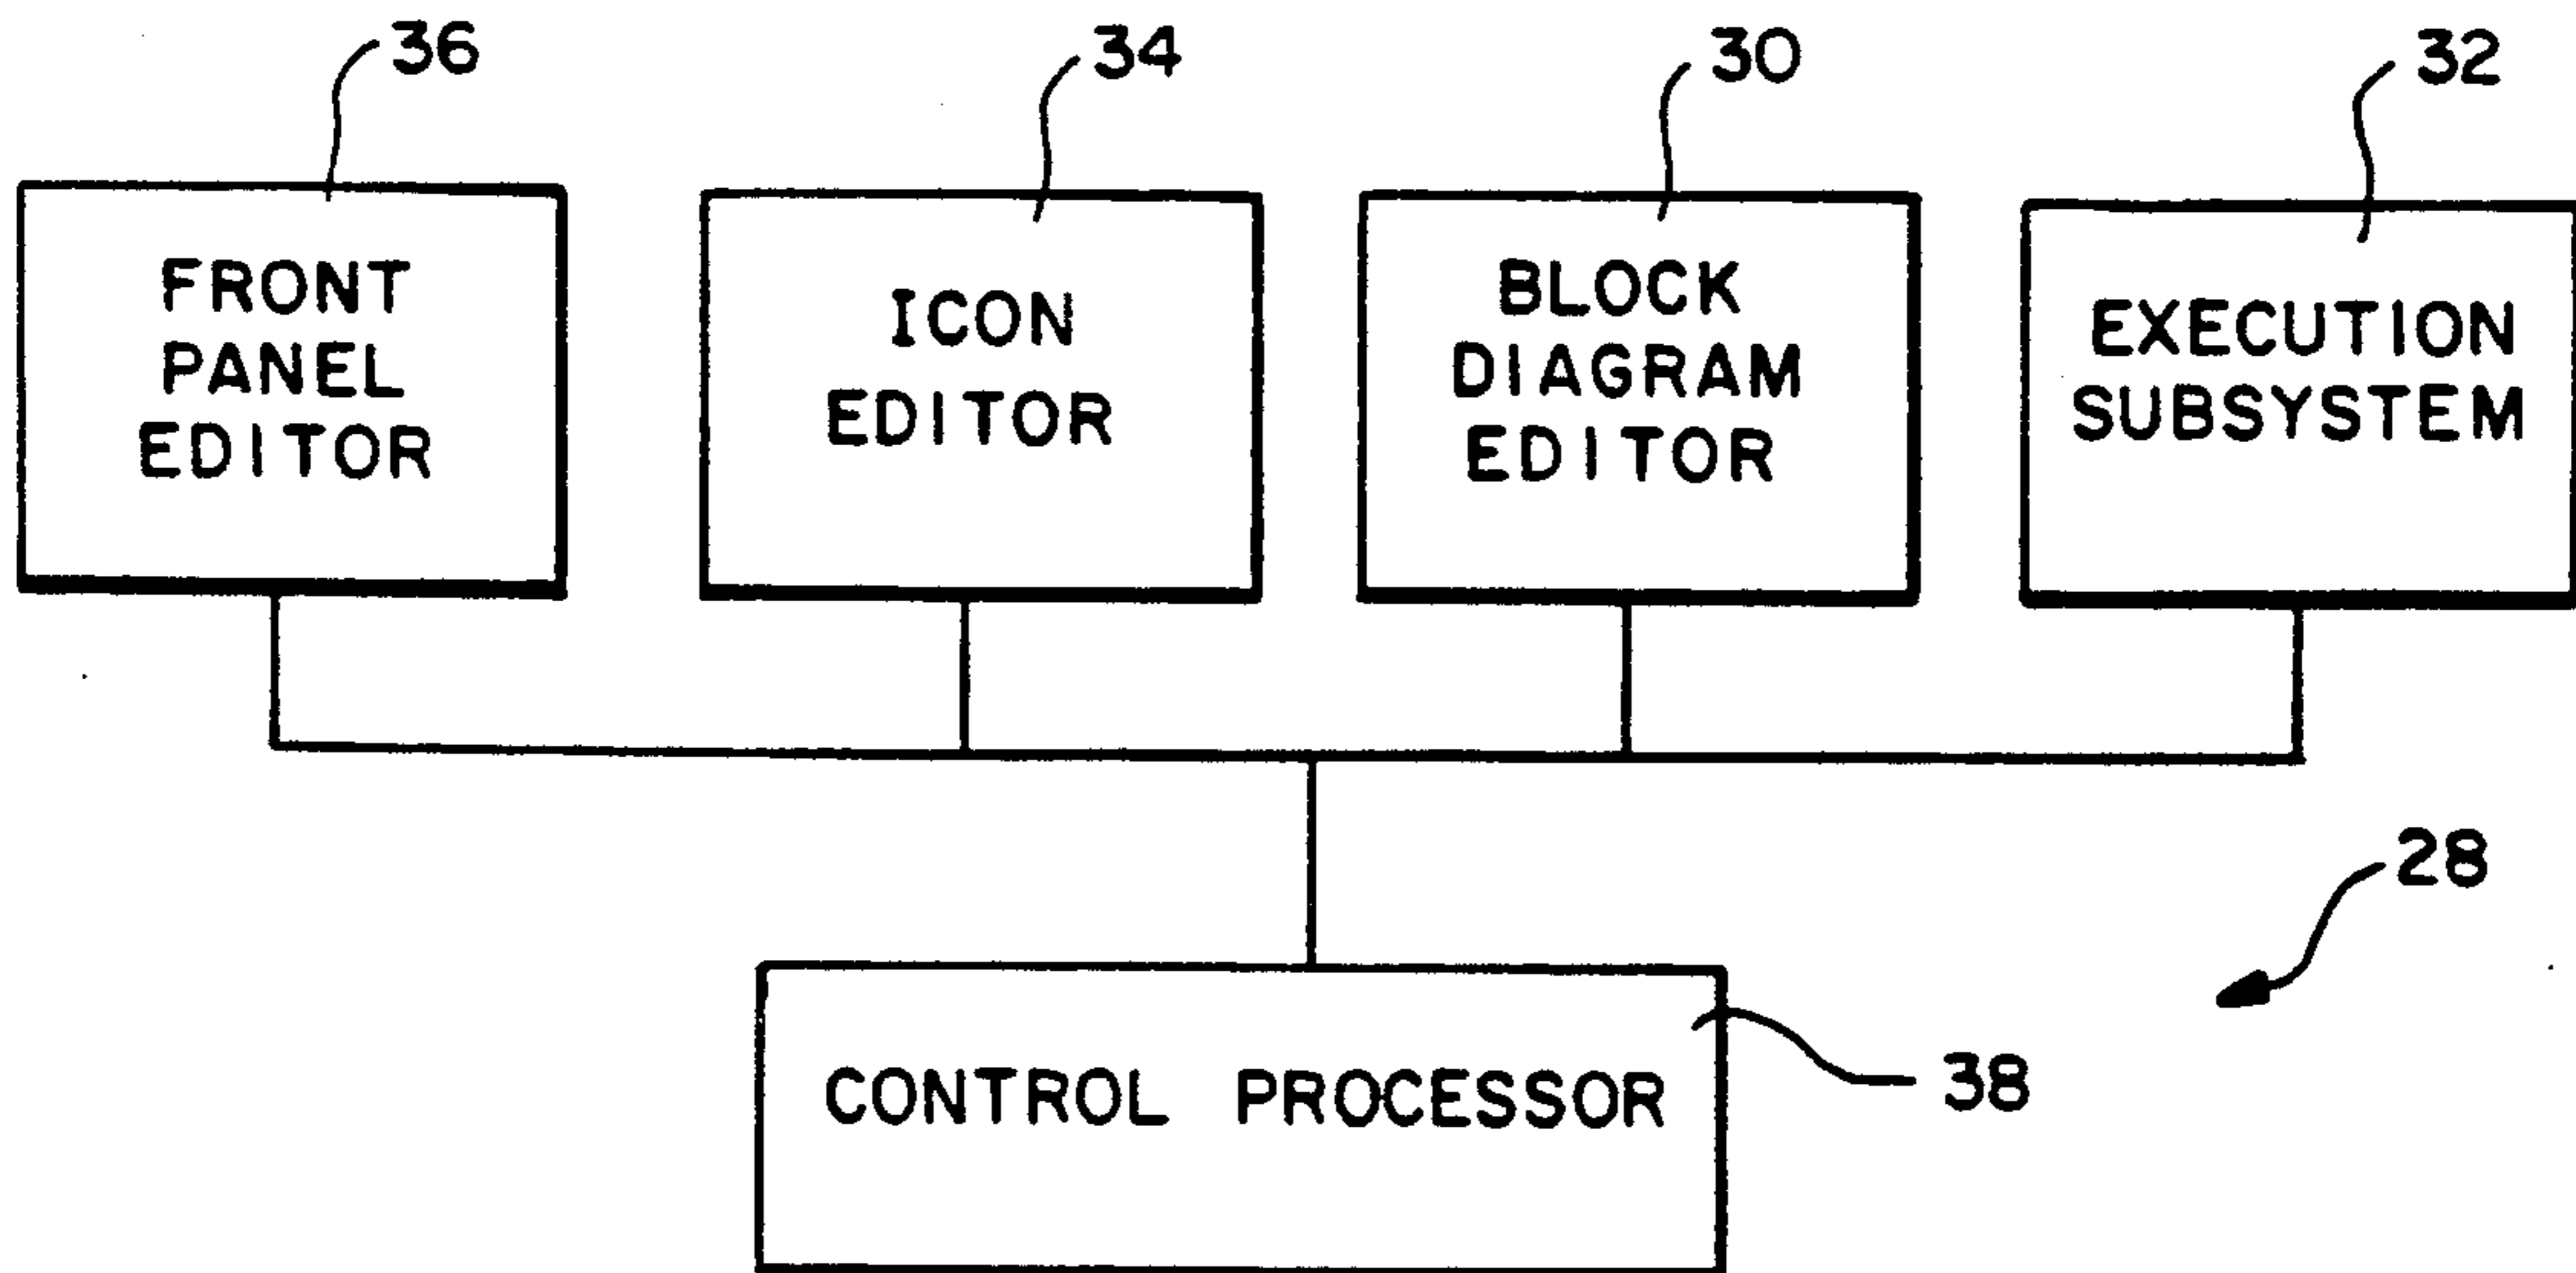 36
34
30
32
FRONT
PANEL
EDITOR
ICON
EDITOR
BLOCK
DIAGRAM
EDITOR
EXECUTION
SUBSYSTEM
28
CONTROL PROCESSOR
38